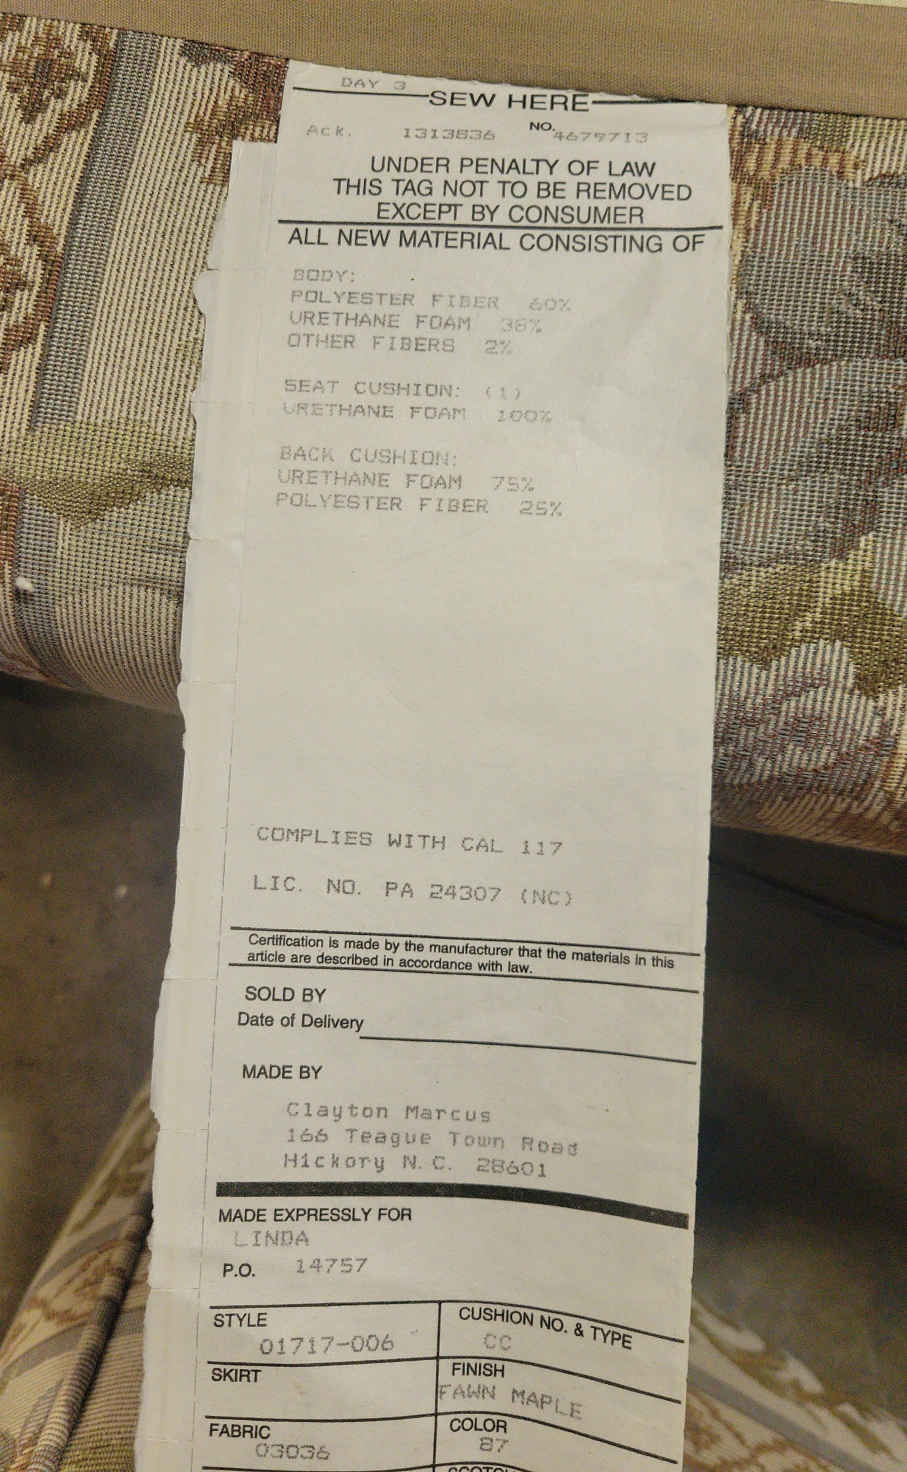 DAY 3
SEW HERE
Ack. 1313836 NO. 4679713
UNDER PENALTY OF LAW
THIS TAG NOT TO BE REMOVED
EXCEPT BY CONSUMER
ALL NEW MATERIAL CONSISTING OF
BODY:
POLYESTER FIBER 60%
URETHANE FOAM 38%
OTHER FIBERS 2%
SEAT CUSHION: (1)
URETHANE FOAM 100%
BACK CUSHION:
URETHANE FOAM 75%
POLYESTER FIBER 25%
COMPLIES WITH CAL 117
LIC. NO. PA 24307 (NC)
Certification is made by the manufacturer that the materials in this
article are described in accordance with law.
SOLD BY
Date of Delivery
MADE BY
Clayton Marcus
166 Teague Town Road
Hickory N.C. 28601
MADE EXPRESSLY FOR
LINDA
P.O. 14757
STYLE
01717-006
CUSHION NO. & TYPE
CC
SKIRT
FINISH
FAWN MAPLE
FABRIC
03036
COLOR
87